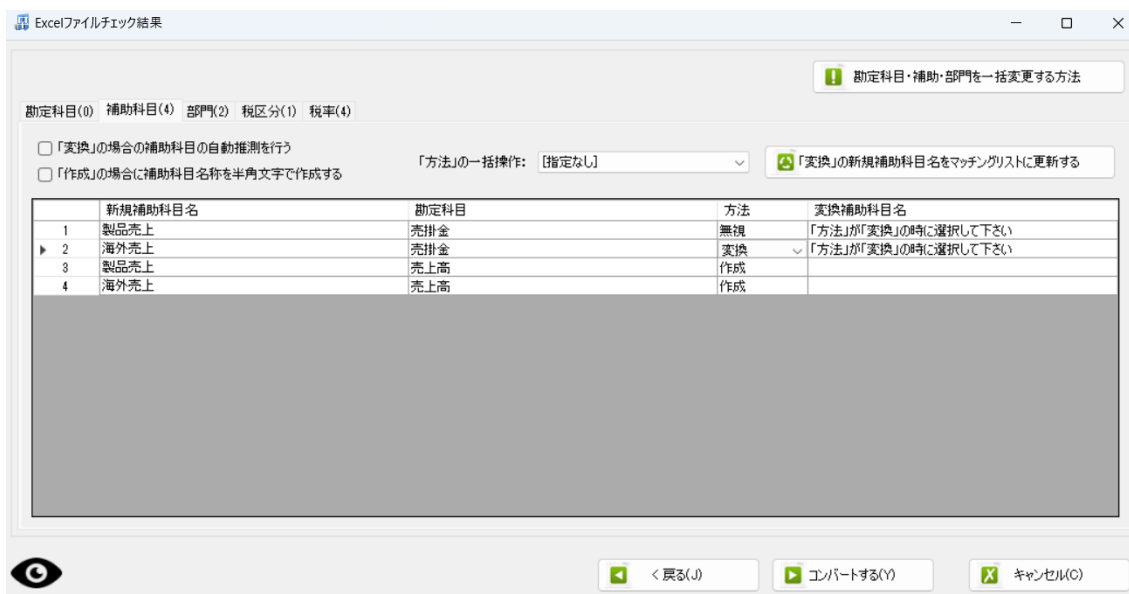 Excelファイルチェック結果
勘定科目・補助・部門を一括変更する方法
勘定科目(0) 補助科目(4) 部門(2) 税区分(1) 税率(4)
「変換」の場合の補助科目の自動推測を行う
「作成」の場合に補助科目名称を半角文字で作成する
「方法」の一括操作: [指定なし]
「変換」の新規補助科目名をマッチングリストに更新する
新規補助科目名 勘定科目 方法 変換補助科目名
1 製品売上 売掛金 無視 「方法」が「変換」の時に選択して下さい
2 海外売上 売掛金 変換 「方法」が「変換」の時に選択して下さい
3 製品売上 売上高 作成
4 海外売上 売上高 作成
< 戻る(J) コンバートする(Y) キャンセル(C)